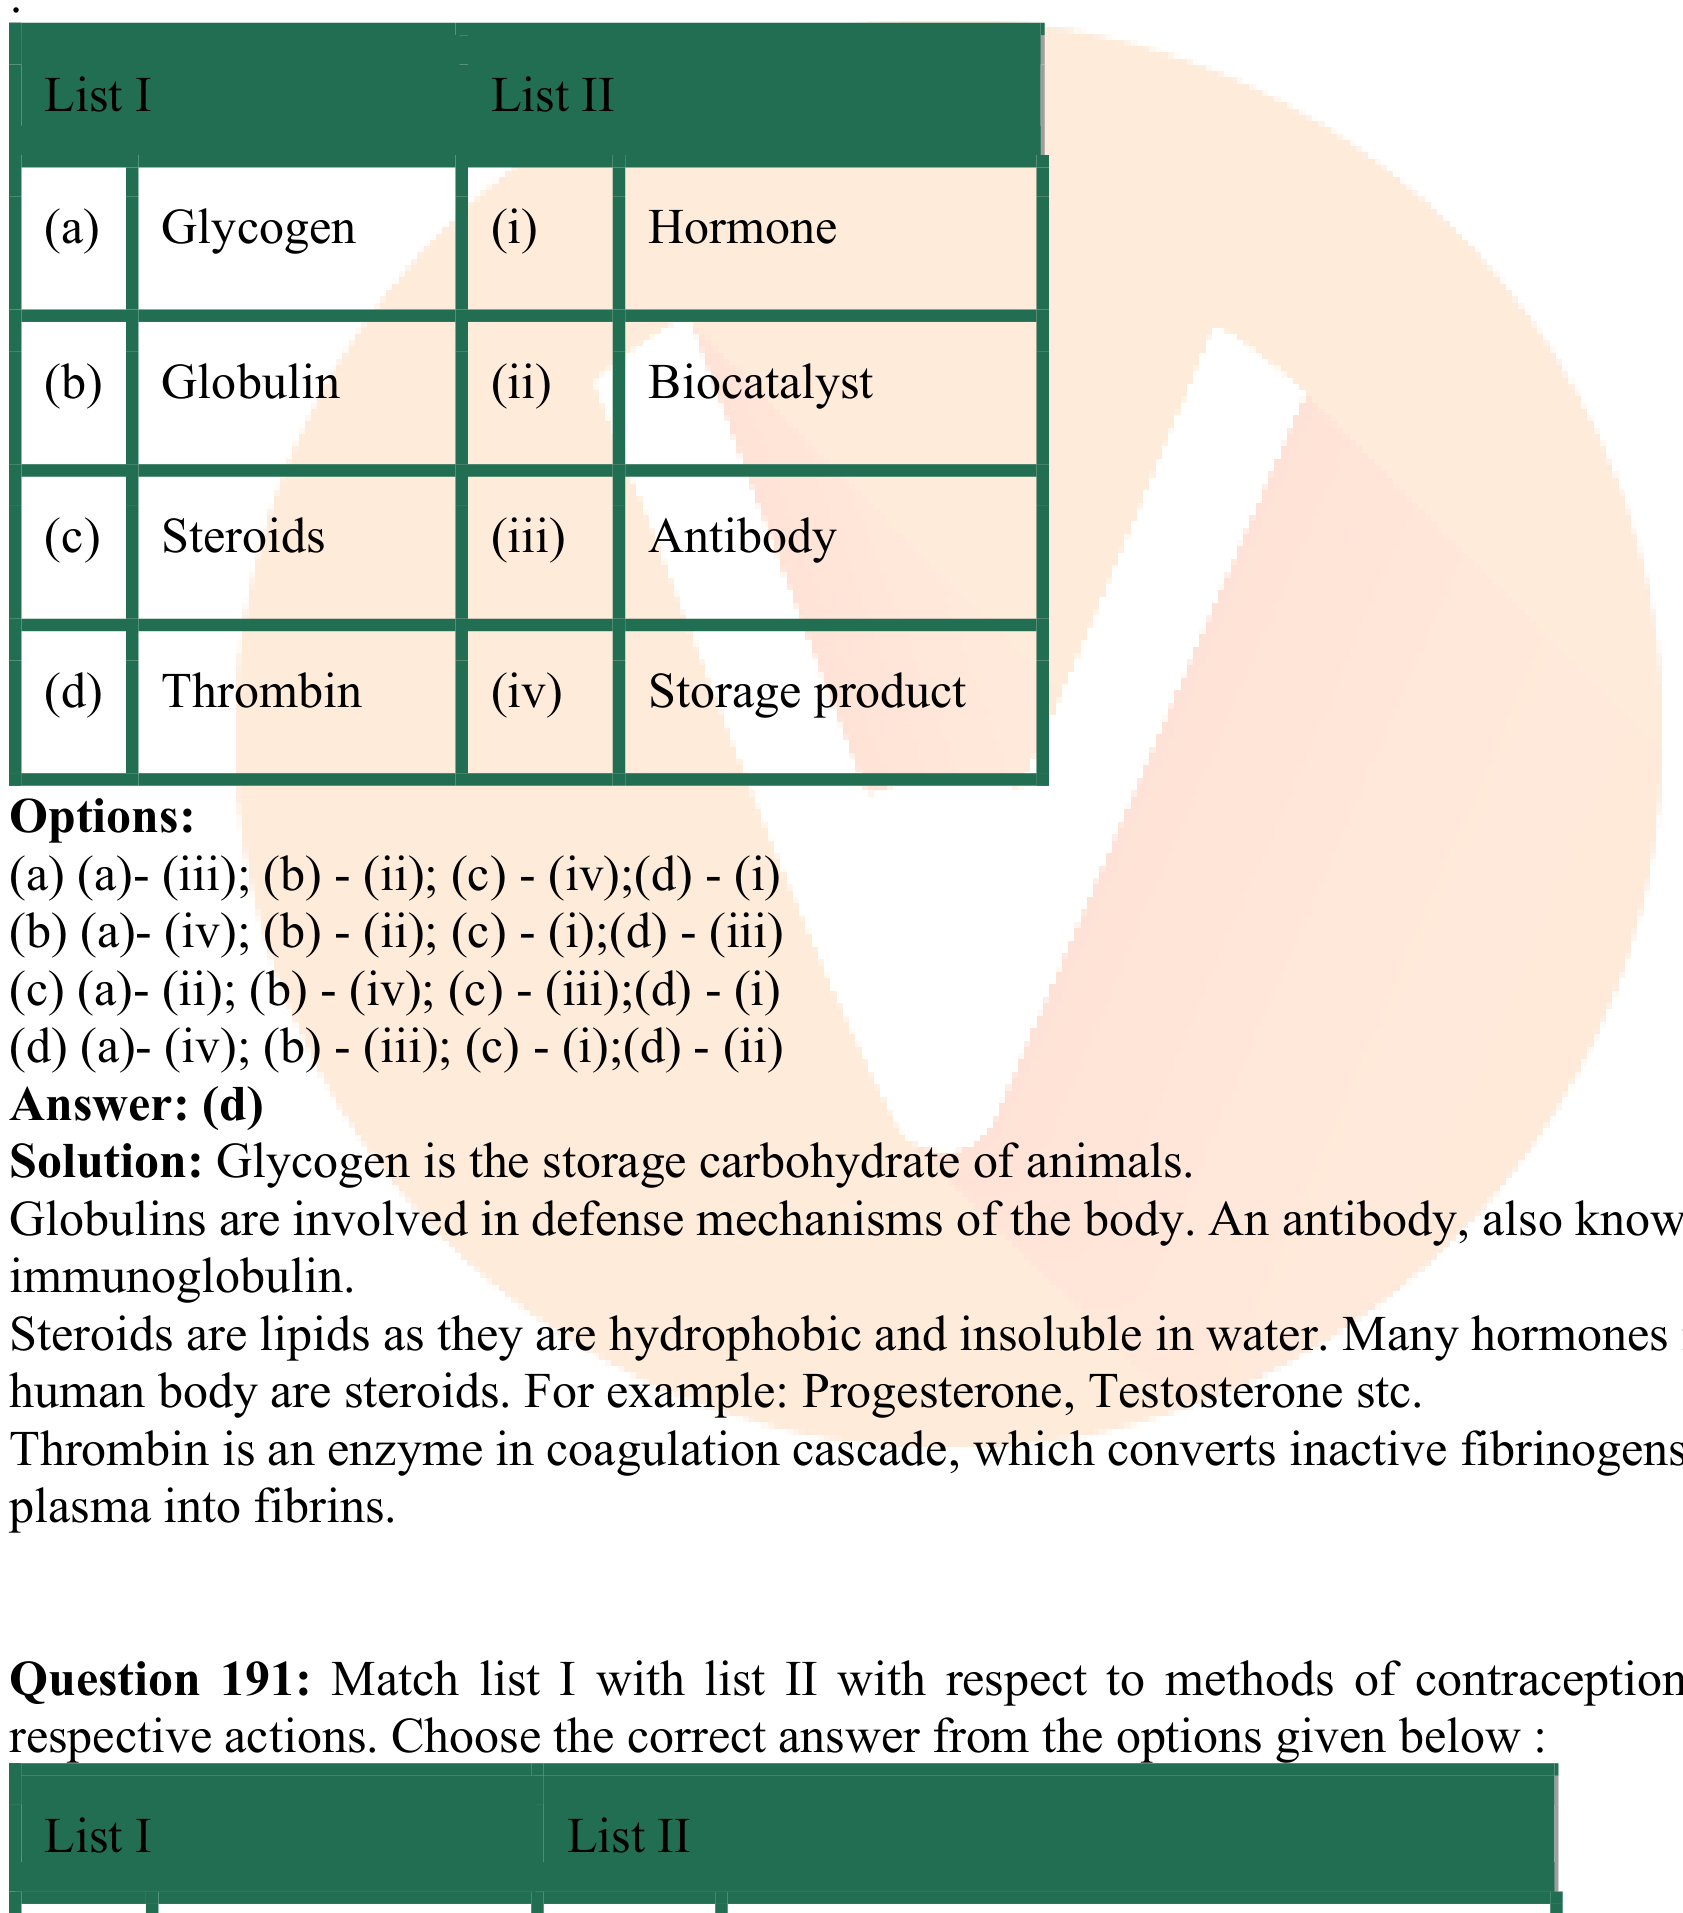 .
List I List II
(a) Glycogen (i) Hormone
(b) Globulin (ii) Biocatalyst
(c) Steroids (iii) Antibody
(d) Thrombin (iv) Storage product
Options:
(a) (a)- (iii); (b) - (ii); (c) - (iv);(d) - (i)
(b) (a)- (iv); (b) - (ii); (c) - (i);(d) - (iii)
(c) (a)- (ii); (b) - (iv); (c) - (iii);(d) - (i)
(d) (a)- (iv); (b) - (iii); (c) - (i);(d) - (ii)
Answer: (d)
Solution: Glycogen is the storage carbohydrate of animals.
Globulins are involved in defense mechanisms of the body. An antibody, also know
immunoglobulin.
Steroids are lipids as they are hydrophobic and insoluble in water. Many hormones
human body are steroids. For example: Progesterone, Testosterone stc.
Thrombin is an enzyme in coagulation cascade, which converts inactive fibrinogens
plasma into fibrins.
Question 191: Match list I with list II with respect to methods of contraception
respective actions. Choose the correct answer from the options given below :
List I List II